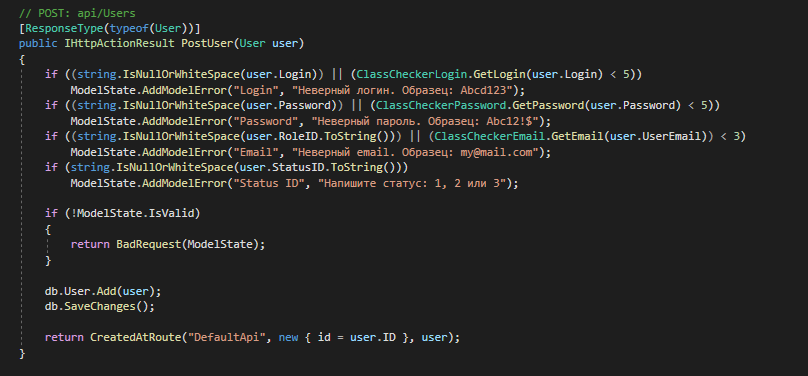 // POST: api/Users
[ResponseType(typeof(User))]
public IHttpActionResult PostUser(User user)
{
if ((string.IsNullOrWhiteSpace(user.Login)) || (ClassCheckerLogin.GetLogin(user.Login) < 5))
ModelState.AddModelError("Login", "Неверный логин. Образец: Abcd123");
if ((string.IsNullOrWhiteSpace(user.Password)) || (ClassCheckerPassword.GetPassword(user.Password) < 5))
ModelState.AddModelError("Password", "Неверный пароль. Образец: Abc12!$");
if ((string.IsNullOrWhiteSpace(user.RoleID.ToString())) || (ClassCheckerEmail.GetEmail(user.UserEmail)) < 3)
ModelState.AddModelError("Email", "Неверный email. Образец: my@mail.com");
if (string.IsNullOrWhiteSpace(user.StatusID.ToString()))
ModelState.AddModelError("Status ID", "Напишите статус: 1, 2 или 3");
if (!ModelState.IsValid)
{
return BadRequest(ModelState);
}
db.User.Add(user);
db.SaveChanges();
return CreatedAtRoute("DefaultApi", new { id = user.ID }, user);
}